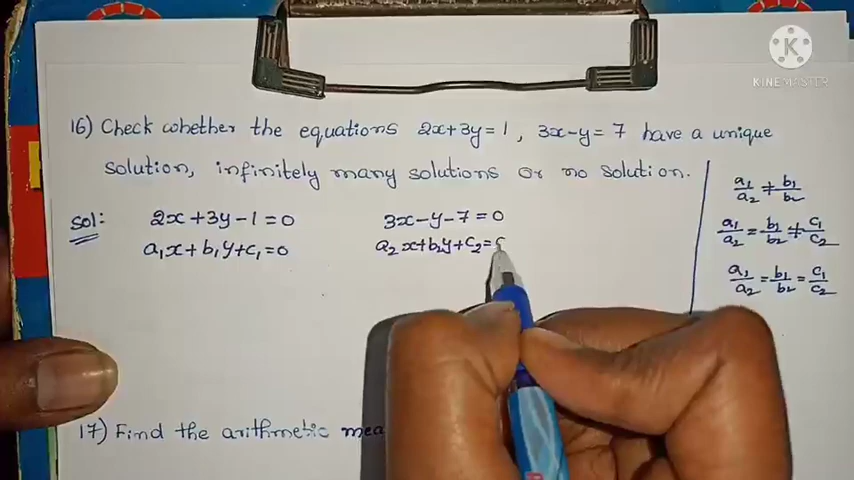 KINEMASTER
16) Check whether the equations 2x+3y=1, 3x-y=7 have a unique
solution, infinitely many solutions or no solution.
Sol: 2x+3y-1=0 3x-y-7=0
a₁x+b₁y+c₁=0 a₂x+b₂y+c₂=
a₁/a₂ ≠ b₁/b₂
a₁/a₂ = b₁/b₂ ≠ c₁/c₂
a₁/a₂ = b₁/b₂ = c₁/c₂
17) Find the arithmetic